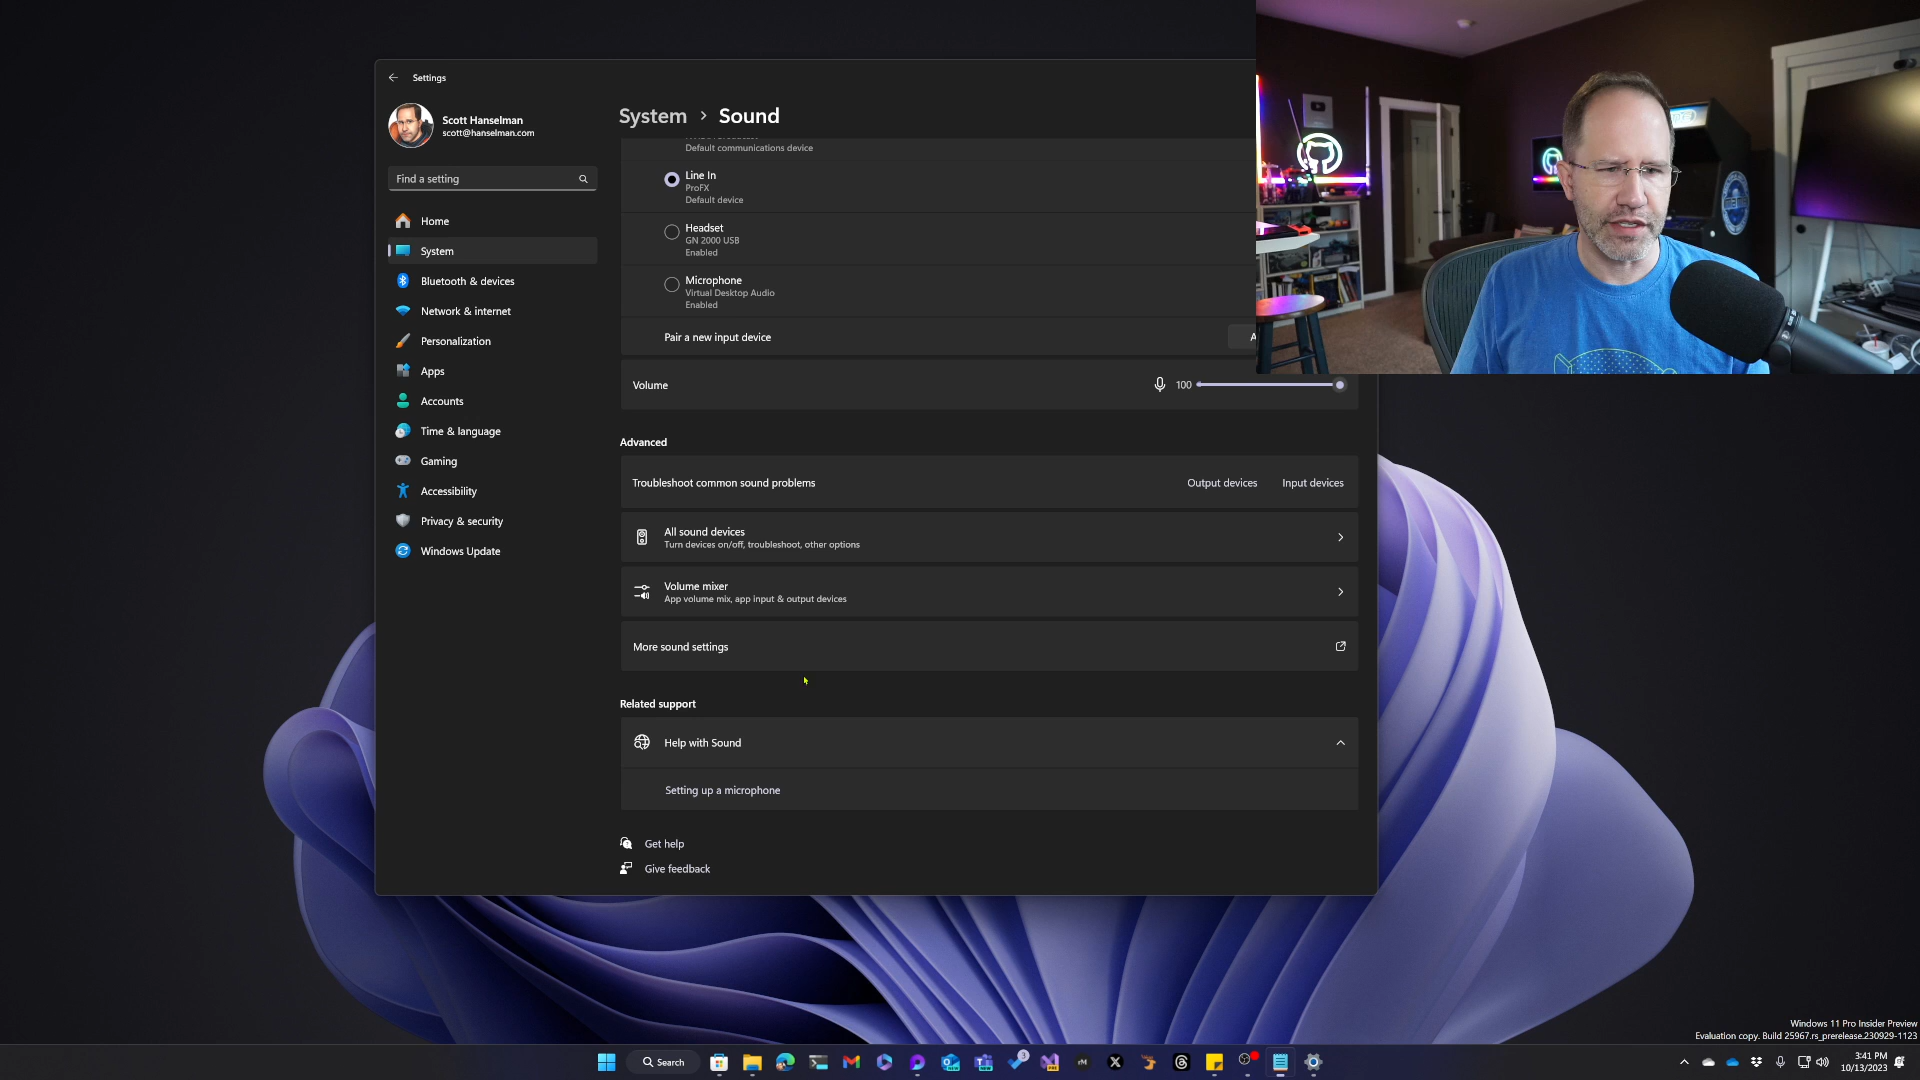 Settings
Scott Hanselman
scott@hanselman.com
Find a setting
Home
System
Bluetooth & devices
Network & internet
Personalization
Apps
Accounts
Time & language
Gaming
Accessibility
Privacy & security
Windows Update
System > Sound
Default communications device
Line In
ProFX
Default device
Headset
GN 2000 USB
Enabled
Microphone
Virtual Desktop Audio
Enabled
Pair a new input device
A
Volume
100
Advanced
Troubleshoot common sound problems
Output devices
Input devices
All sound devices
Turn devices on/off, troubleshoot, other options
Volume mixer
App volume mix, app input & output devices
More sound settings
Related support
Help with Sound
Setting up a microphone
Get help
Give feedback
Windows 11 Pro Insider Preview
Evaluation copy. Build 25967.rs_prerelease.230929-1123
Search
3
rM
3:41 PM
10/13/2023